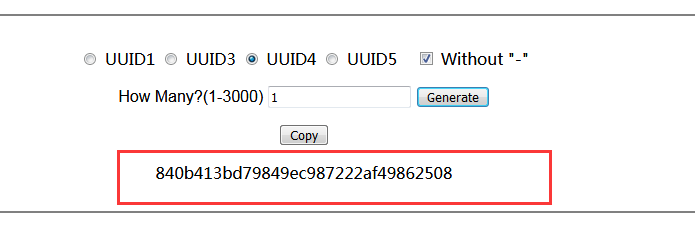 UUID1 UUID3 UUID4 UUID5 Without "-"
How Many?(1-3000) 1 Generate
Copy
840b413bd79849ec987222af49862508